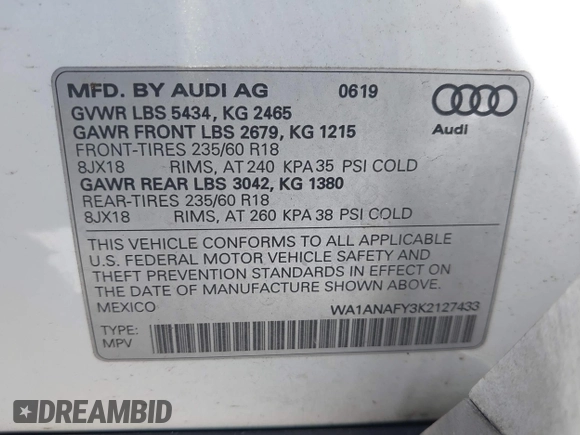 MFD. BY AUDI AG 0619
GVWR LBS 5434, KG 2465
GAWR FRONT LBS 2679, KG 1215
FRONT-TIRES 235/60 R18
8JX18 RIMS, AT 240 KPA 35 PSI COLD
GAWR REAR LBS 3042, KG 1380
REAR-TIRES 235/60 R18
8JX18 RIMS, AT 260 KPA 38 PSI COLD
Audi
THIS VEHICLE CONFORMS TO ALL APPLICABLE
U.S. FEDERAL MOTOR VEHICLE SAFETY AND
THEFT PREVENTION STANDARDS IN EFFECT ON
THE DATE OF MANUFACTURE SHOWN ABOVE.
MEXICO WA1ANAFY3K2127433
TYPE:
MPV
DREAMBID